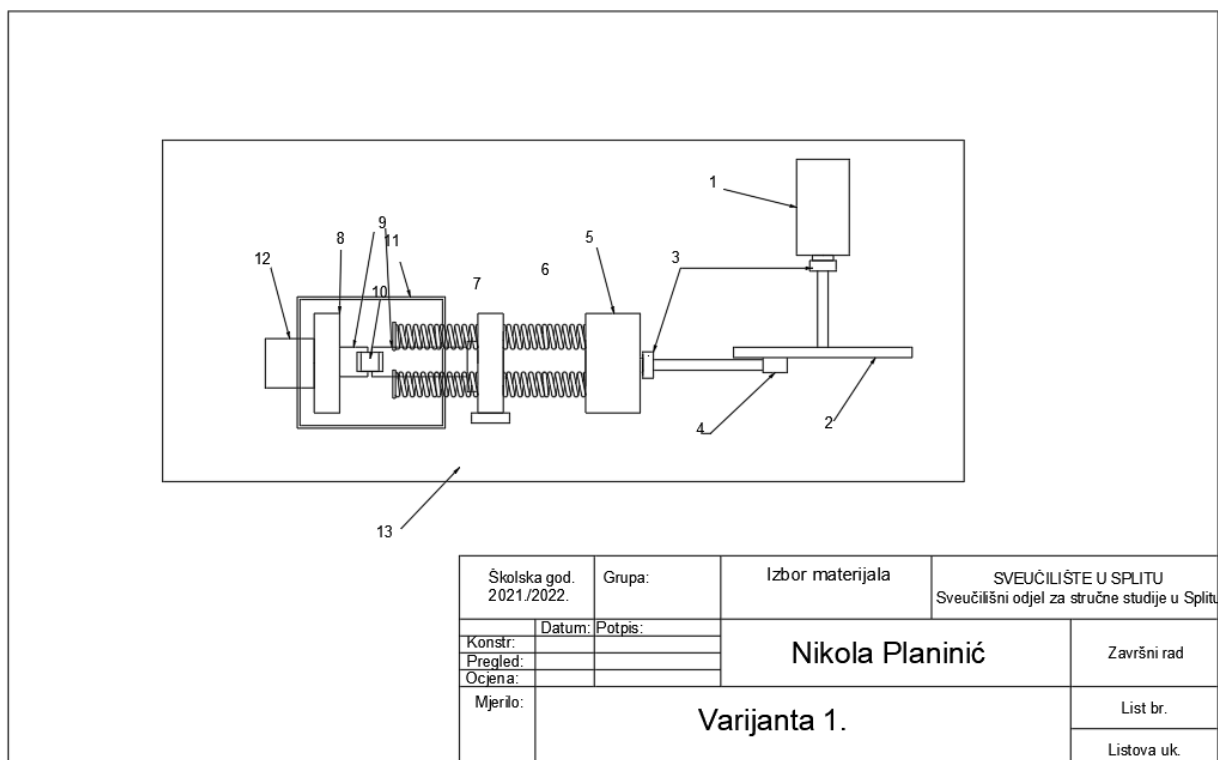 1
9
8
11
5
3
12
6
7
10
4
2
13
Školska god.
2021./2022.
Grupa:
Izbor materijala
SVEUČILIŠTE U SPLITU
Sveučilišni odjel za stručne studije u Splitu
Datum:
Potpis:
Konstr:
Pregled:
Ocjena:
Nikola Planinić
Završni rad
Mjerilo:
Varijanta 1.
List br.
Listova uk.